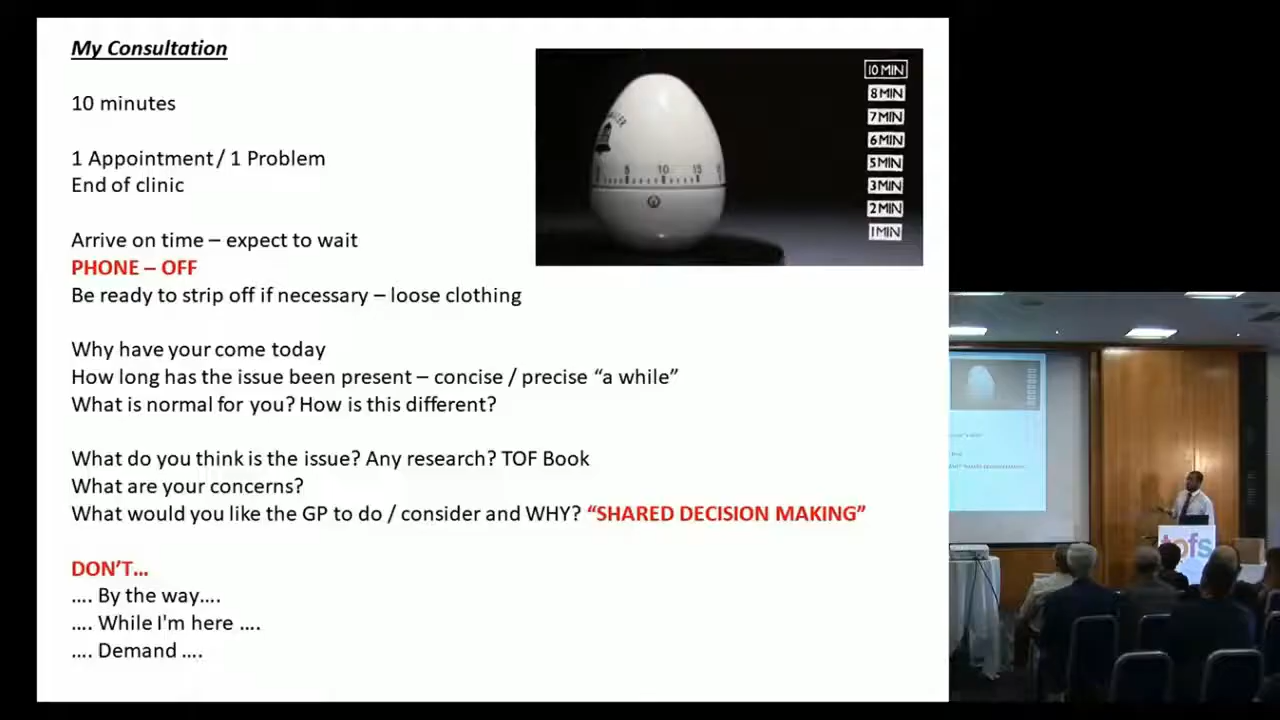 My Consultation
10 minutes
1 Appointment / 1 Problem
End of clinic
Arrive on time – expect to wait
PHONE – OFF
Be ready to strip off if necessary – loose clothing
Why have your come today
How long has the issue been present – concise / precise “a while”
What is normal for you? How is this different?
What do you think is the issue? Any research? TOF Book
What are your concerns?
What would you like the GP to do / consider and WHY? “SHARED DECISION MAKING”
DON’T...
.... By the way....
.... While I'm here ....
.... Demand ....
5 10 15
10 MIN
8 MIN
7 MIN
6 MIN
5 MIN
3 MIN
2 MIN
1 MIN
tofs